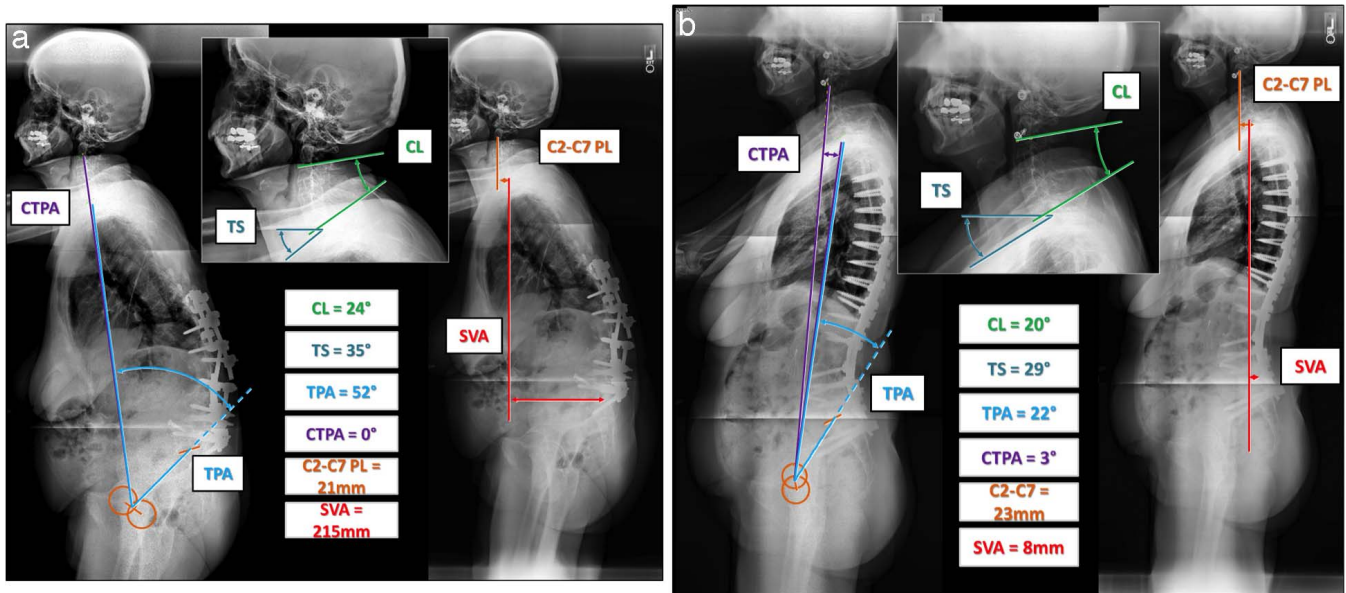 a
CL
C2-C7 PL
CTPA
TS
SVA
TPA
CL = 24°
TS = 35°
TPA = 52°
CTPA = 0°
C2-C7 PL =
21mm
SVA =
215mm
b
CL
C2-C7 PL
CTPA
TS
SVA
TPA
CL = 20°
TS = 29°
TPA = 22°
CTPA = 3°
C2-C7 =
23mm
SVA = 8mm